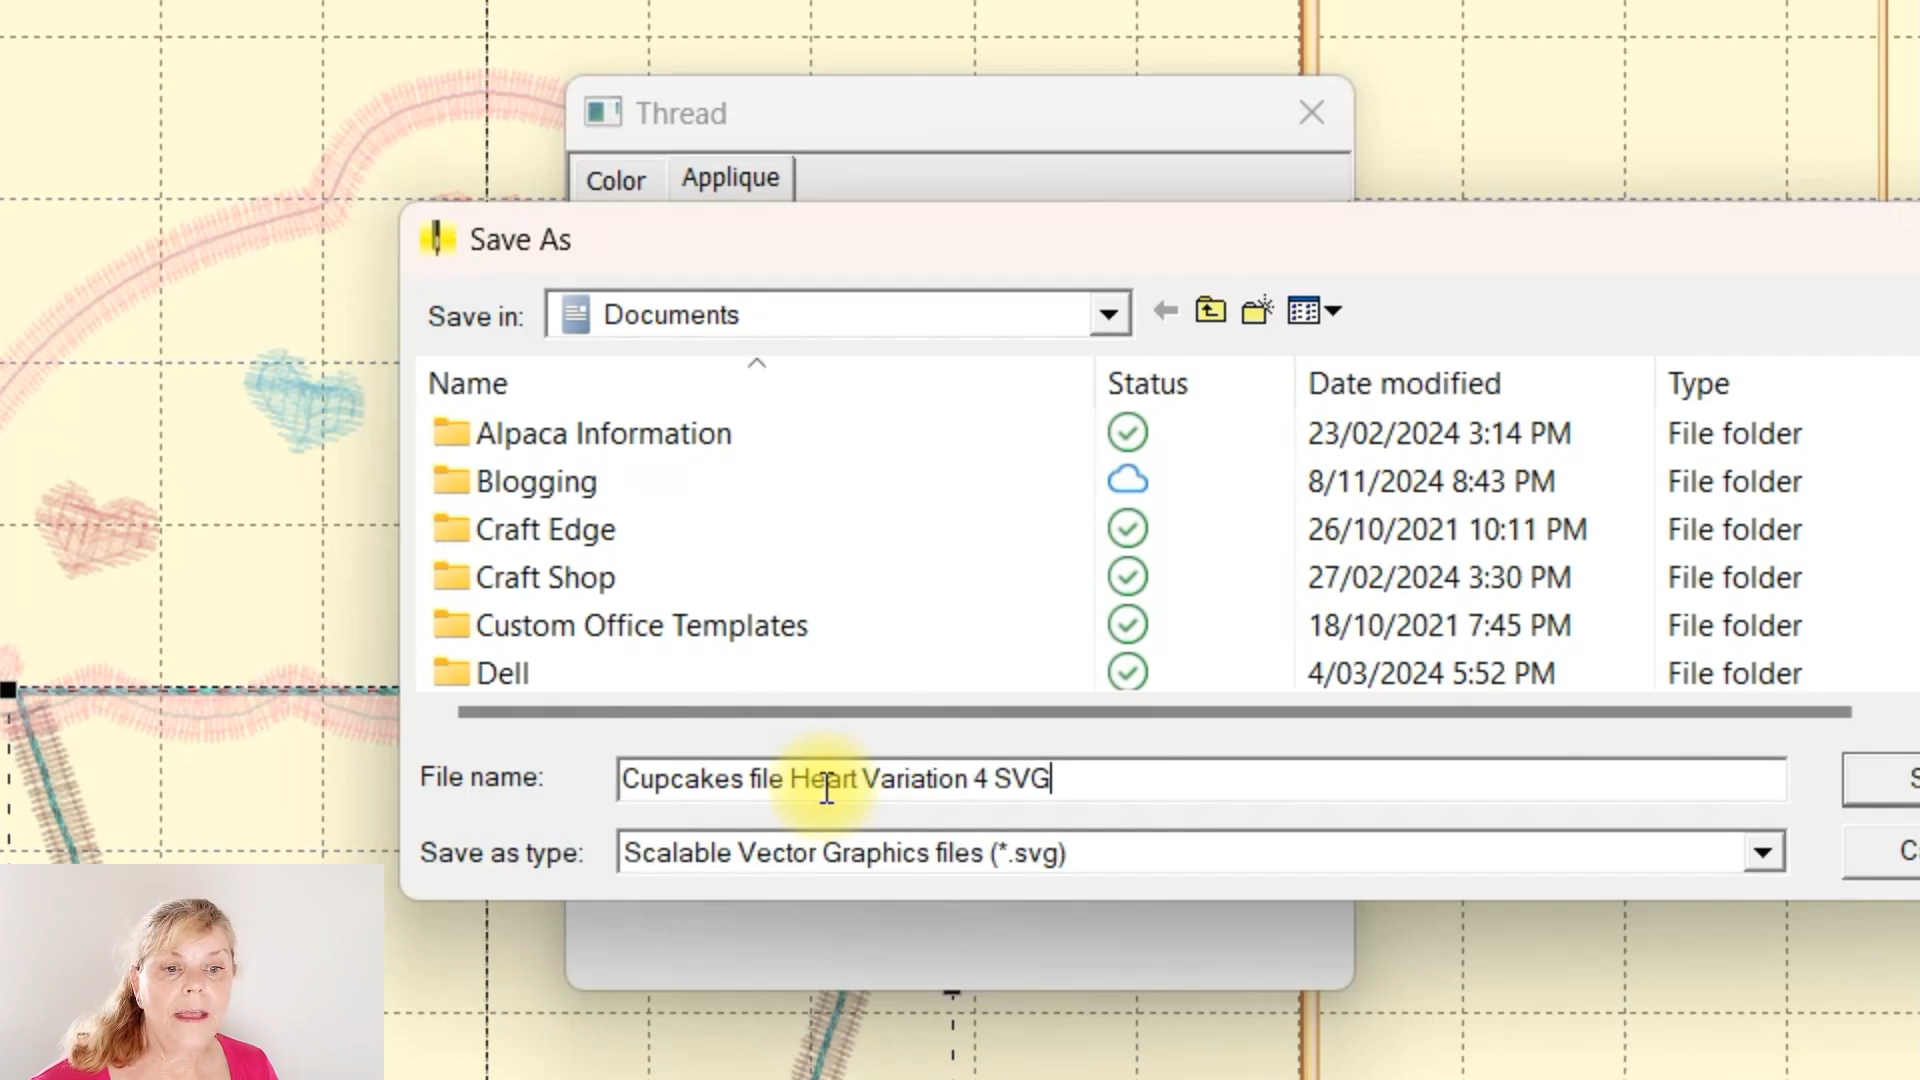 Thread
Color Applique
Save As
Save in: Documents
Name Status Date modified Type
Alpaca Information 23/02/2024 3:14 PM File folder
Blogging 8/11/2024 8:43 PM File folder
Craft Edge 26/10/2021 10:11 PM File folder
Craft Shop 27/02/2024 3:30 PM File folder
Custom Office Templates 18/10/2021 7:45 PM File folder
Dell 4/03/2024 5:52 PM File folder
File name: Cupcakes file Heart Variation 4 SVG
Save as type: Scalable Vector Graphics files (*.svg)